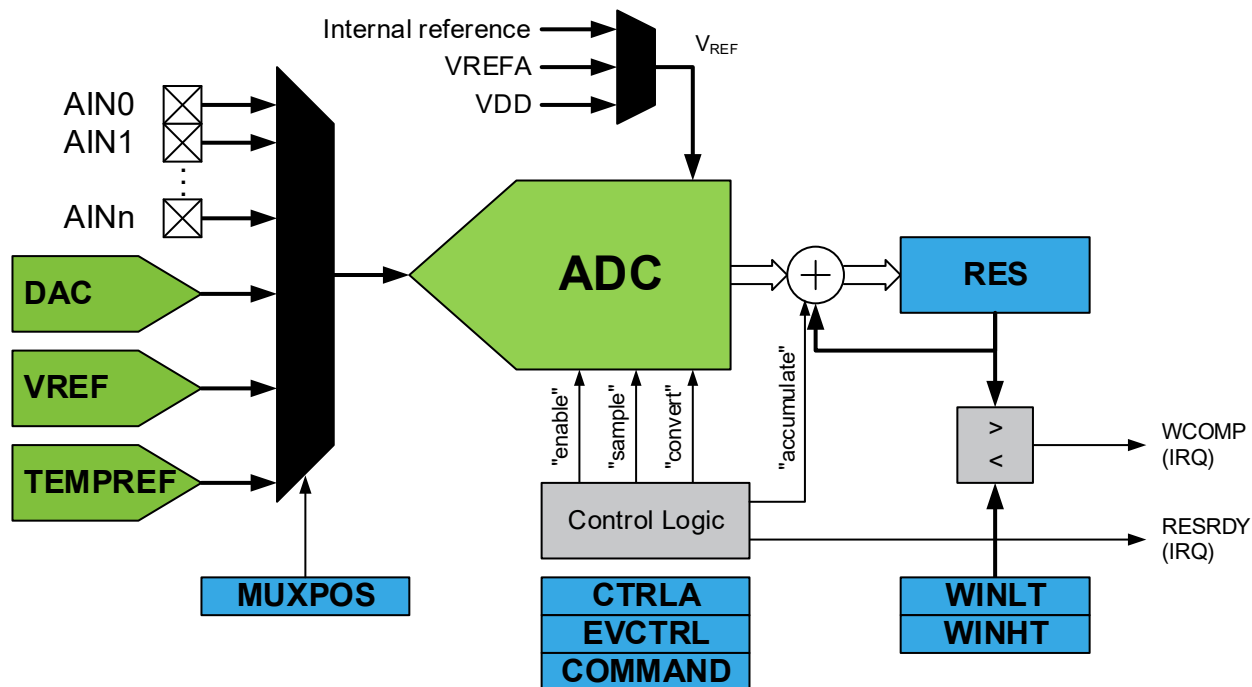 Internal reference
VREFA
VDD
VREF
AIN0
AIN1
AINn
DAC
VREF
TEMPREF
MUXPOS
ADC
"enable"
"sample"
"convert"
"accumulate"
Control Logic
CTRLA
EVCTRL
COMMAND
+
RES
>
<
WCOMP
(IRQ)
RESRDY
(IRQ)
WINLT
WINHT